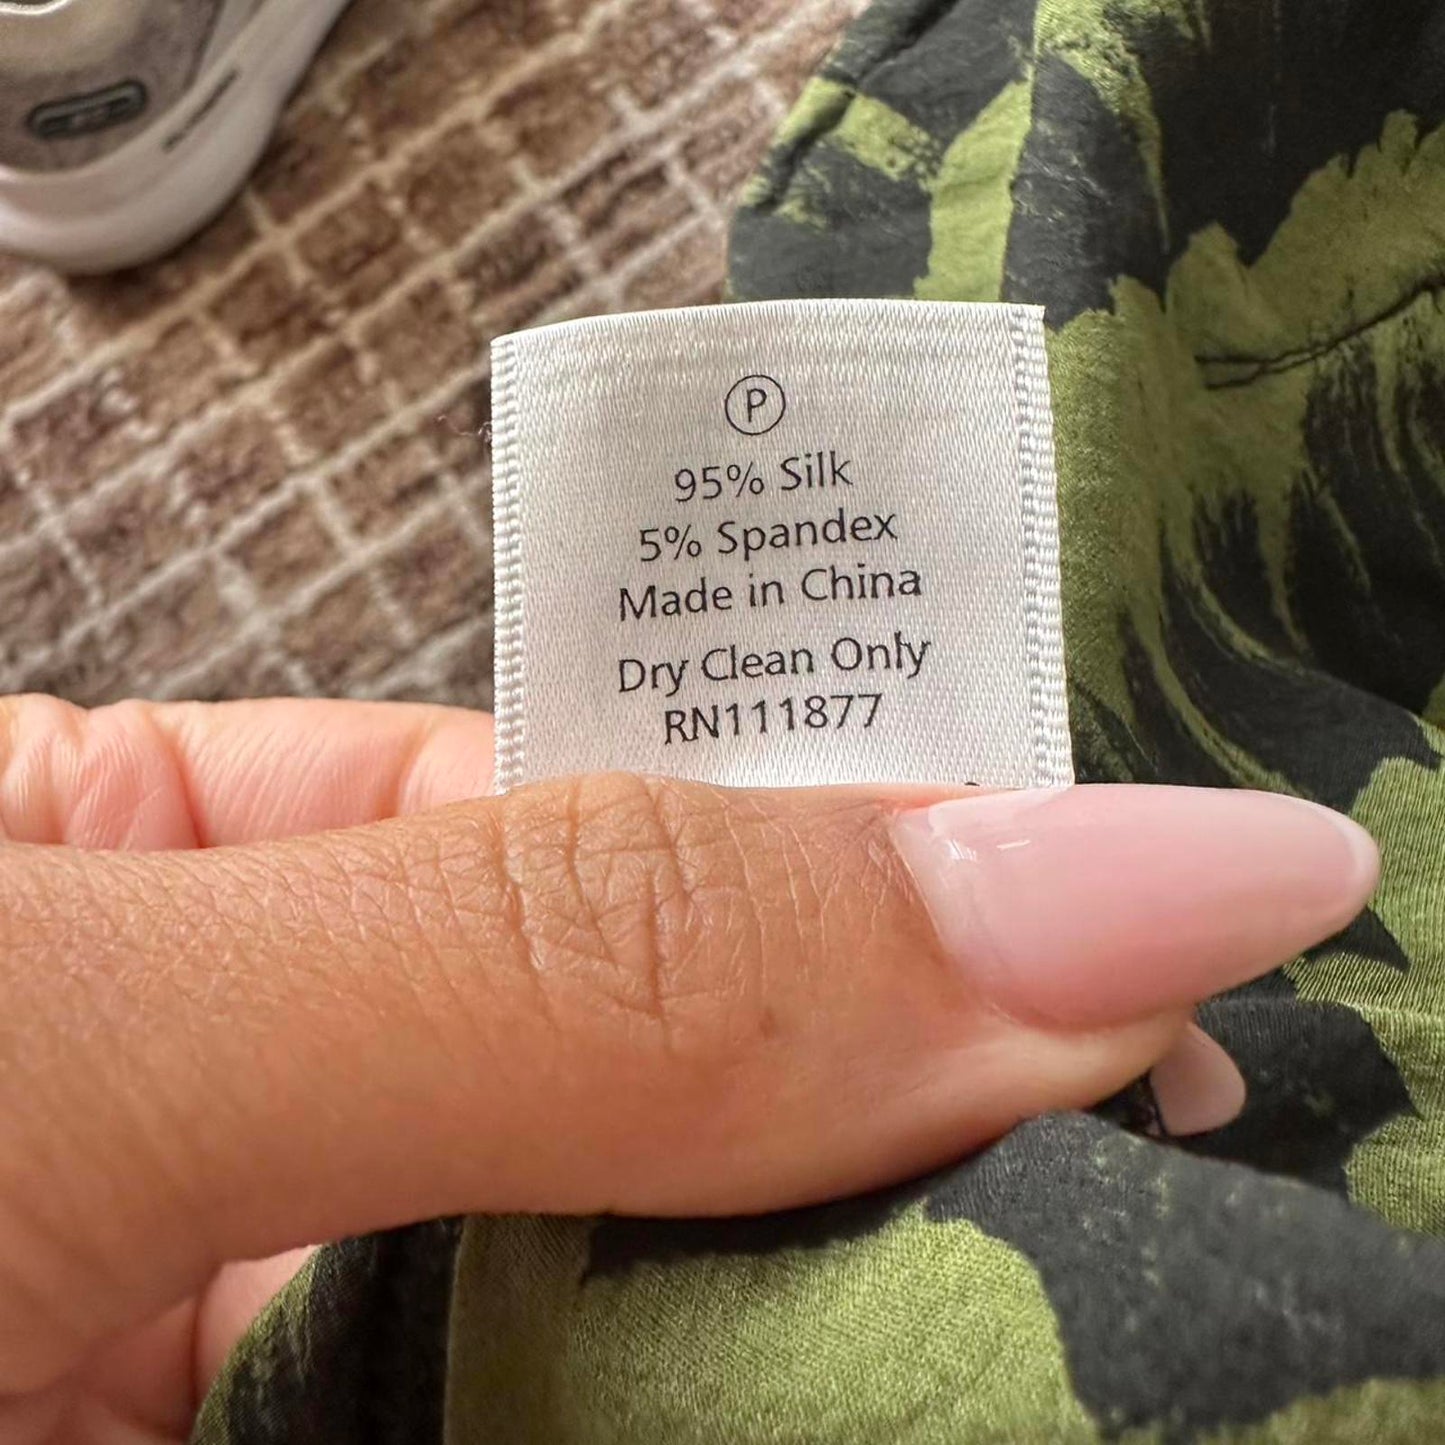 P
95% Silk
5% Spandex
Made in China
Dry Clean Only
RN111877